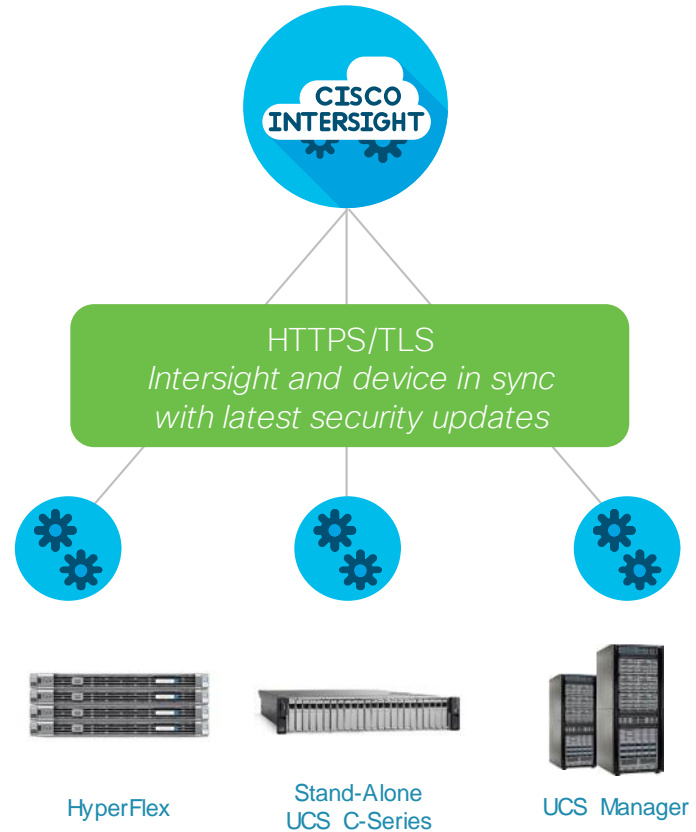 CISCO
INTERSIGHT
HTTPS/TLS
Intersight and device in sync
with latest security updates
HyperFlex
Stand-Alone
UCS C-Series
UCS Manager